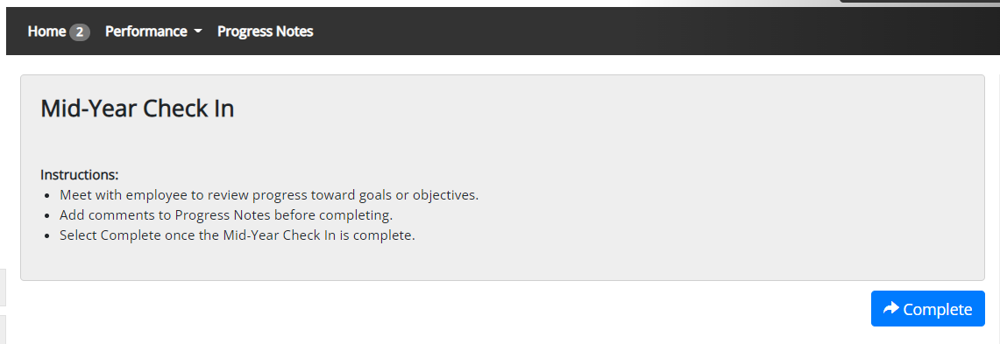 Home 2 Performance Progress Notes
Mid-Year Check In
Instructions:
Meet with employee to review progress toward goals or objectives.
Add comments to Progress Notes before completing.
Select Complete once the Mid-Year Check In is complete.
Complete